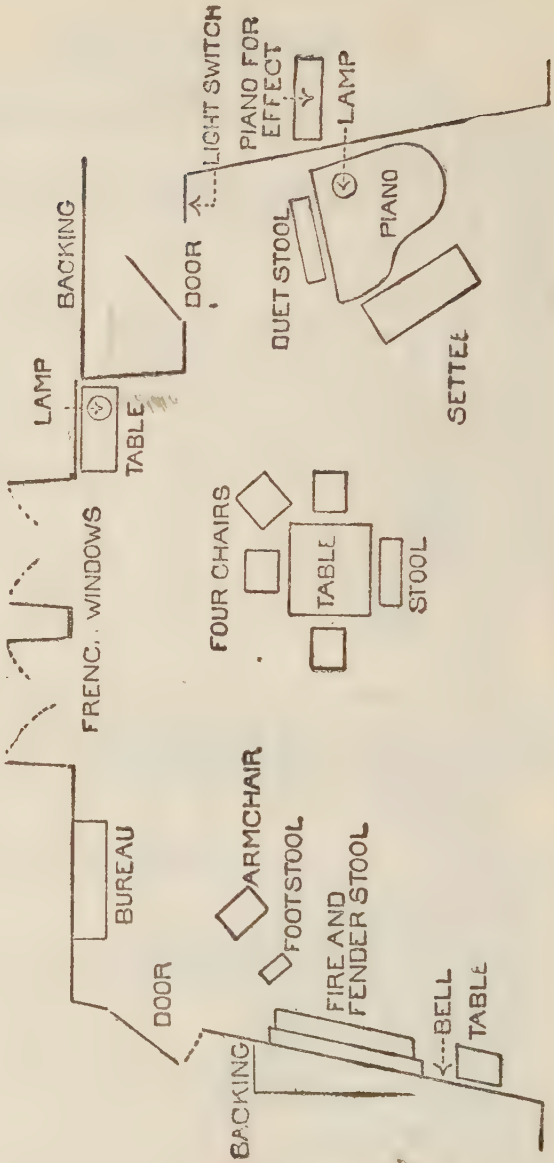 BACKING
LIGHT SWITCH
PIANO FOR
EFFECT
LAMP
DOOR
LAMP
TABLE
DUET STOOL
PIANO
SETTEE
FRENC.. WINDOWS
FOUR CHAIRS
TABLE
STOOL
BUREAU
DOOR
ARMCHAIR
FOOTSTOOL
FIRE AND
FENDER STOOL
BACKING
BELL
TABLE